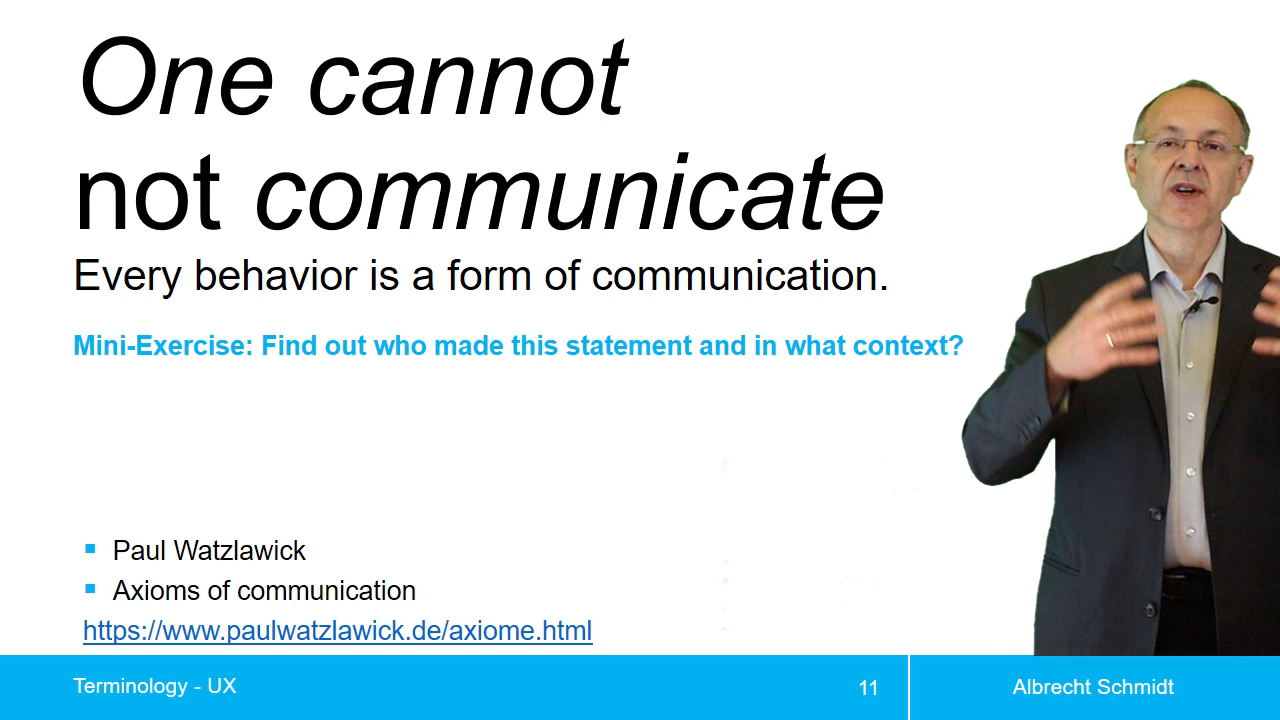 One cannot
not communicate
Every behavior is a form of communication.
Mini-Exercise: Find out who made this statement and in what context?
Paul Watzlawick
Axioms of communication
https://www.paulwatzlawick.de/axiome.html
Terminology - UX
11
Albrecht Schmidt